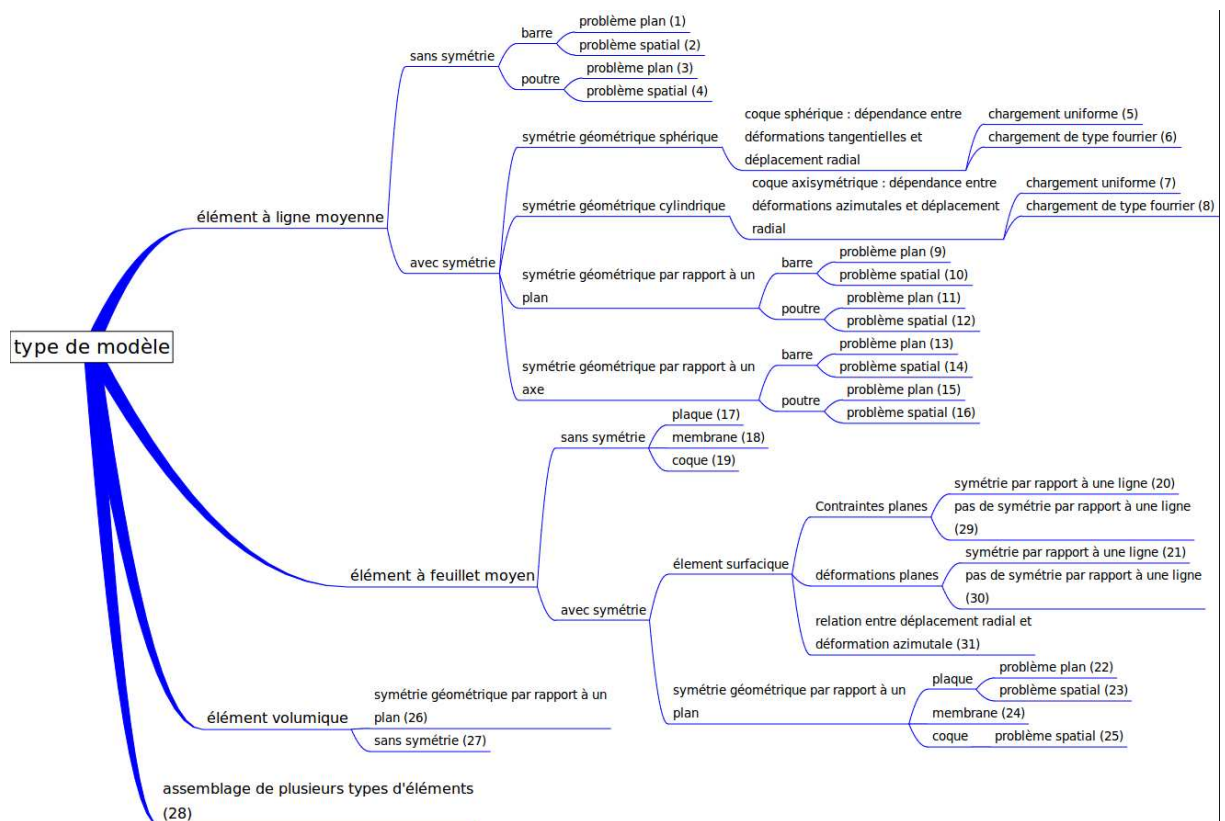 type de modèle
élément à ligne moyenne
sans symétrie
barre
problème plan (1)
problème spatial (2)
poutre
problème plan (3)
problème spatial (4)
avec symétrie
symétrie géométrique sphérique
coque sphérique : dépendance entre
déformations tangentielles et
déplacement radial
chargement uniforme (5)
chargement de type fourrier (6)
symétrie géométrique cylindrique
coque axisymétrique : dépendance entre
déformations azimutales et déplacement
radial
chargement uniforme (7)
chargement de type fourrier (8)
symétrie géométrique par rapport à un
plan
barre
problème plan (9)
problème spatial (10)
poutre
problème plan (11)
problème spatial (12)
symétrie géométrique par rapport à un
axe
barre
problème plan (13)
problème spatial (14)
poutre
problème plan (15)
problème spatial (16)
élément à feuillet moyen
sans symétrie
plaque (17)
membrane (18)
coque (19)
avec symétrie
élement surfacique
Contraintes planes
symétrie par rapport à une ligne (20)
pas de symétrie par rapport à une ligne
(29)
déformations planes
symétrie par rapport à une ligne (21)
pas de symétrie par rapport à une ligne
(30)
relation entre déplacement radial et
déformation azimutale (31)
symétrie géométrique par rapport à un
plan
plaque
problème plan (22)
problème spatial (23)
membrane (24)
coque
problème spatial (25)
élément volumique
symétrie géométrique par rapport à un
plan (26)
sans symétrie (27)
assemblage de plusieurs types d'éléments
(28)